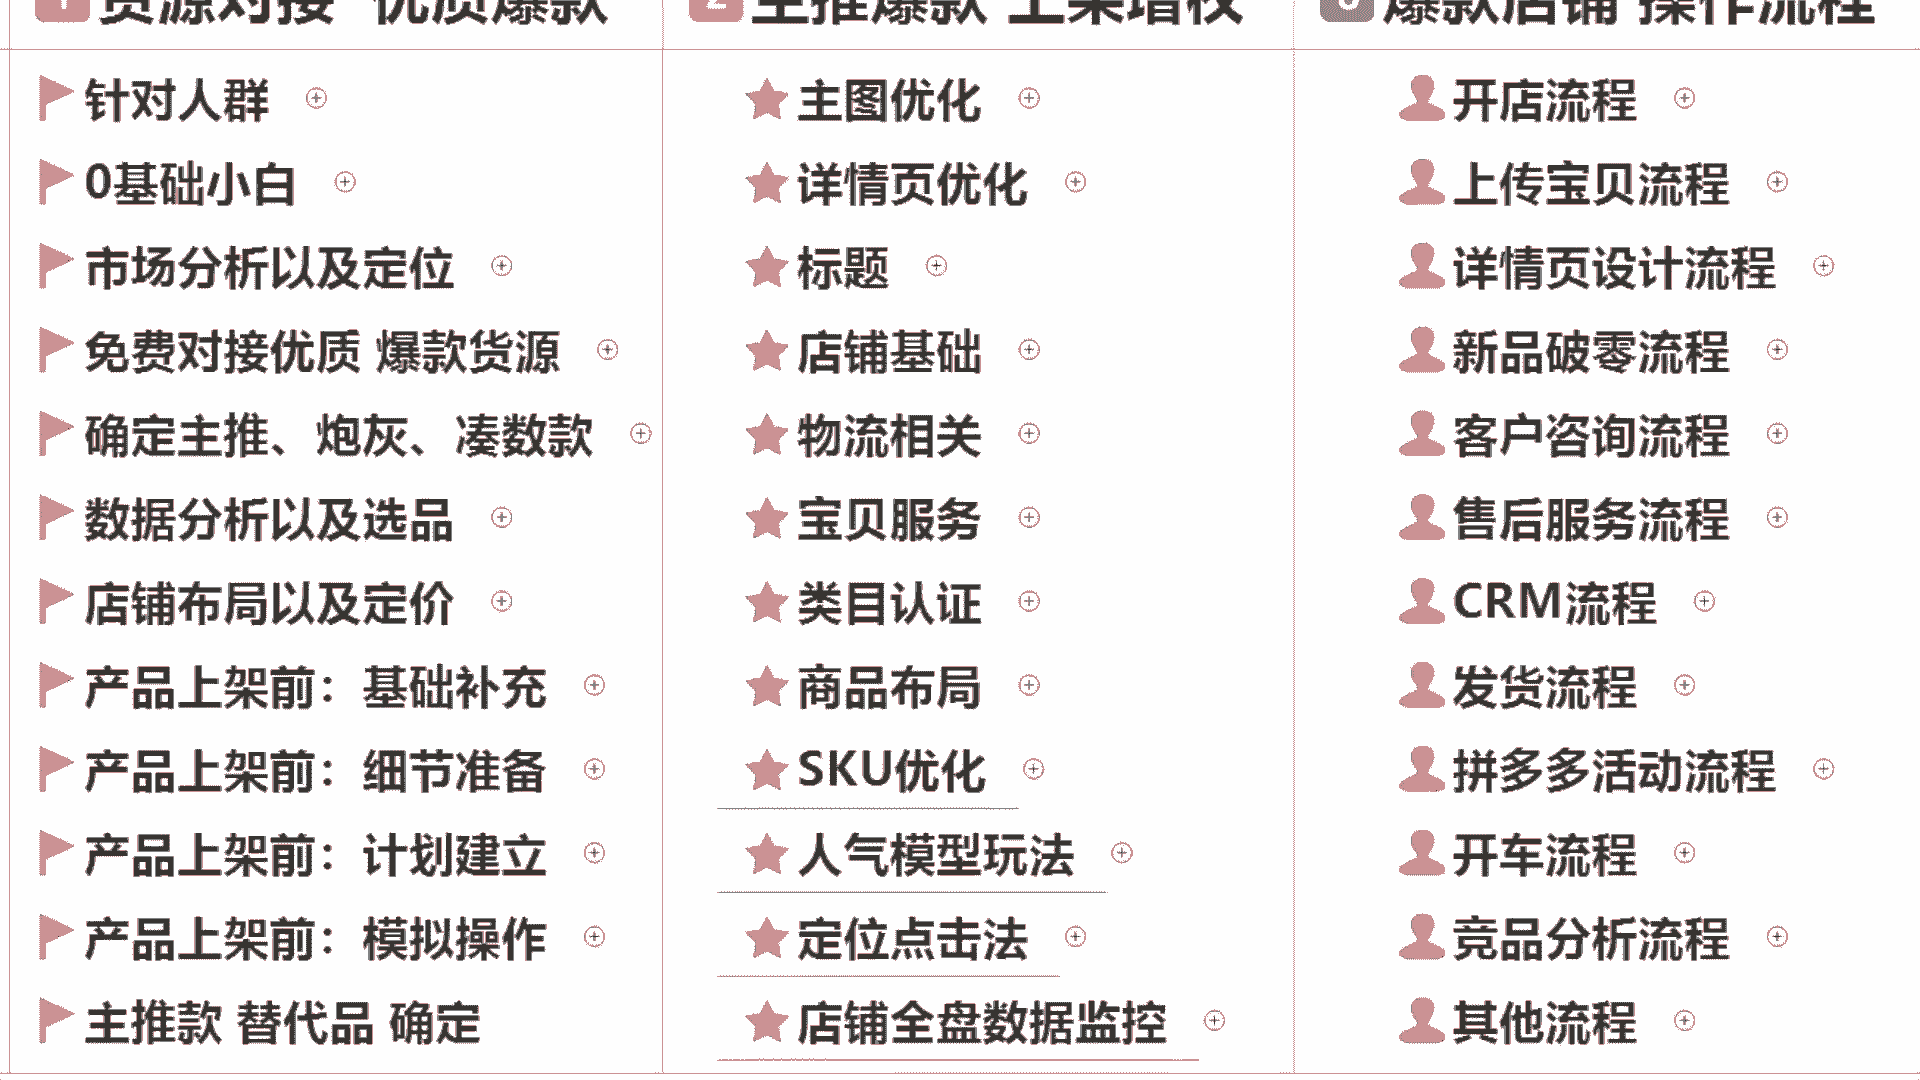 1 货源对接 优质爆款
针对人群
0基础小白
市场分析以及定位
免费对接优质 爆款货源
确定主推、炮灰、凑数款
数据分析以及选品
店铺布局以及定价
产品上架前：基础补充
产品上架前：细节准备
产品上架前：计划建立
产品上架前：模拟操作
主推款 替代品 确定
2 主推爆款 上架增权
主图优化
详情页优化
标题
店铺基础
物流相关
宝贝服务
类目认证
商品布局
SKU优化
人气模型玩法
定位点击法
店铺全盘数据监控
爆款店铺 操作流程
开店流程
上传宝贝流程
详情页设计流程
新品破零流程
客户咨询流程
售后服务流程
CRM流程
发货流程
拼多多活动流程
开车流程
竞品分析流程
其他流程